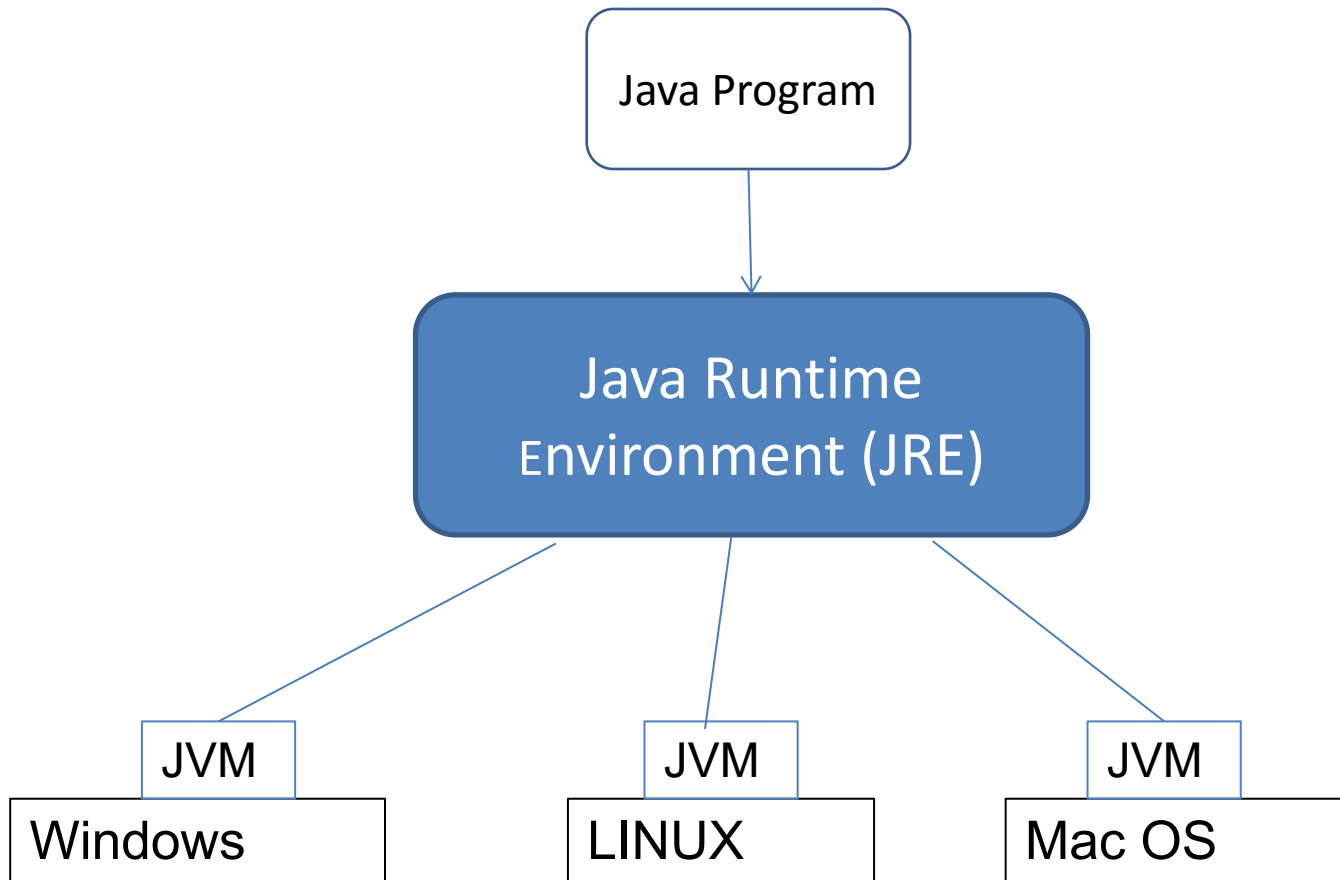 Java Program
Java Runtime
Environment (JRE)
JVM
JVM
JVM
Windows
LINUX
Mac OS